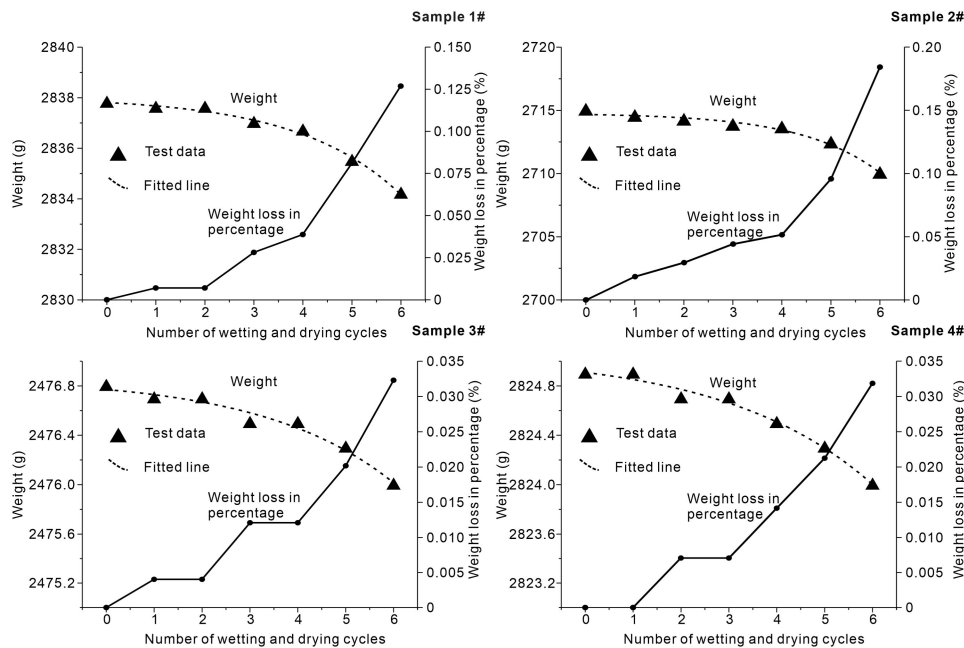 Sample 1#
2840
2838
2836
2834
2832
2830
Weight (g)
0.150
0.125
0.100
0.075
0.050
0.025
0
Weight loss in percentage (%)
Weight
Test data
Fitted line
Weight loss in
percentage
0 1 2 3 4 5 6
Number of wetting and drying cycles
Sample 2#
2720
2715
2710
2705
2700
Weight (g)
0.20
0.15
0.10
0.05
0
Weight loss in percentage (%)
Weight
Test data
Fitted line
Weight loss in
percentage
0 1 2 3 4 5 6
Number of wetting and drying cycles
Sample 3#
2476.8
2476.4
2476.0
2475.6
2475.2
Weight (g)
0.035
0.030
0.025
0.020
0.015
0.010
0.005
0
Weight loss in percentage (%)
Weight
Test data
Fitted line
Weight loss in
percentage
0 1 2 3 4 5 6
Number of wetting and drying cycles
Sample 4#
2824.8
2824.4
2824.0
2823.6
2823.2
Weight (g)
0.035
0.030
0.025
0.020
0.015
0.010
0.005
0
Weight loss in percentage (%)
Weight
Test data
Fitted line
Weight loss in
percentage
0 1 2 3 4 5 6
Number of wetting and drying cycles